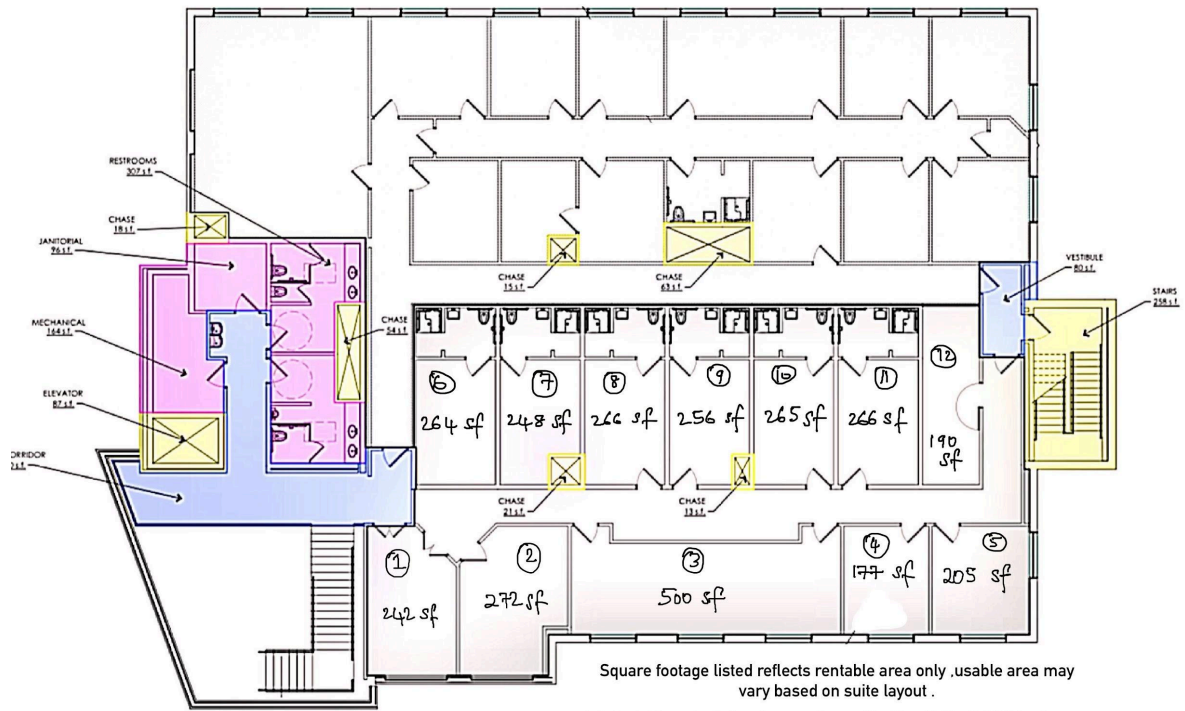 RESTROOMS
307 s.f.
CHASE
18 s.f.
JANITORIAL
96 s.f.
MECHANICAL
164 s.f.
ELEVATOR
87 s.f.
ORRIDOR
s.f.
CHASE
54 s.f.
CHASE
15 s.f.
CHASE
63 s.f.
VESTIBULE
80 s.f.
STAIRS
258 s.f.
6
264 sf
7
248 sf
8
266 sf
9
256 sf
10
265 sf
11
266 sf
12
190
sf
CHASE
21 s.f.
CHASE
13 s.f.
1
242 sf
2
272 sf
3
500 sf
4
177 sf
5
205 sf
Square footage listed reflects rentable area only ,usable area may
vary based on suite layout .